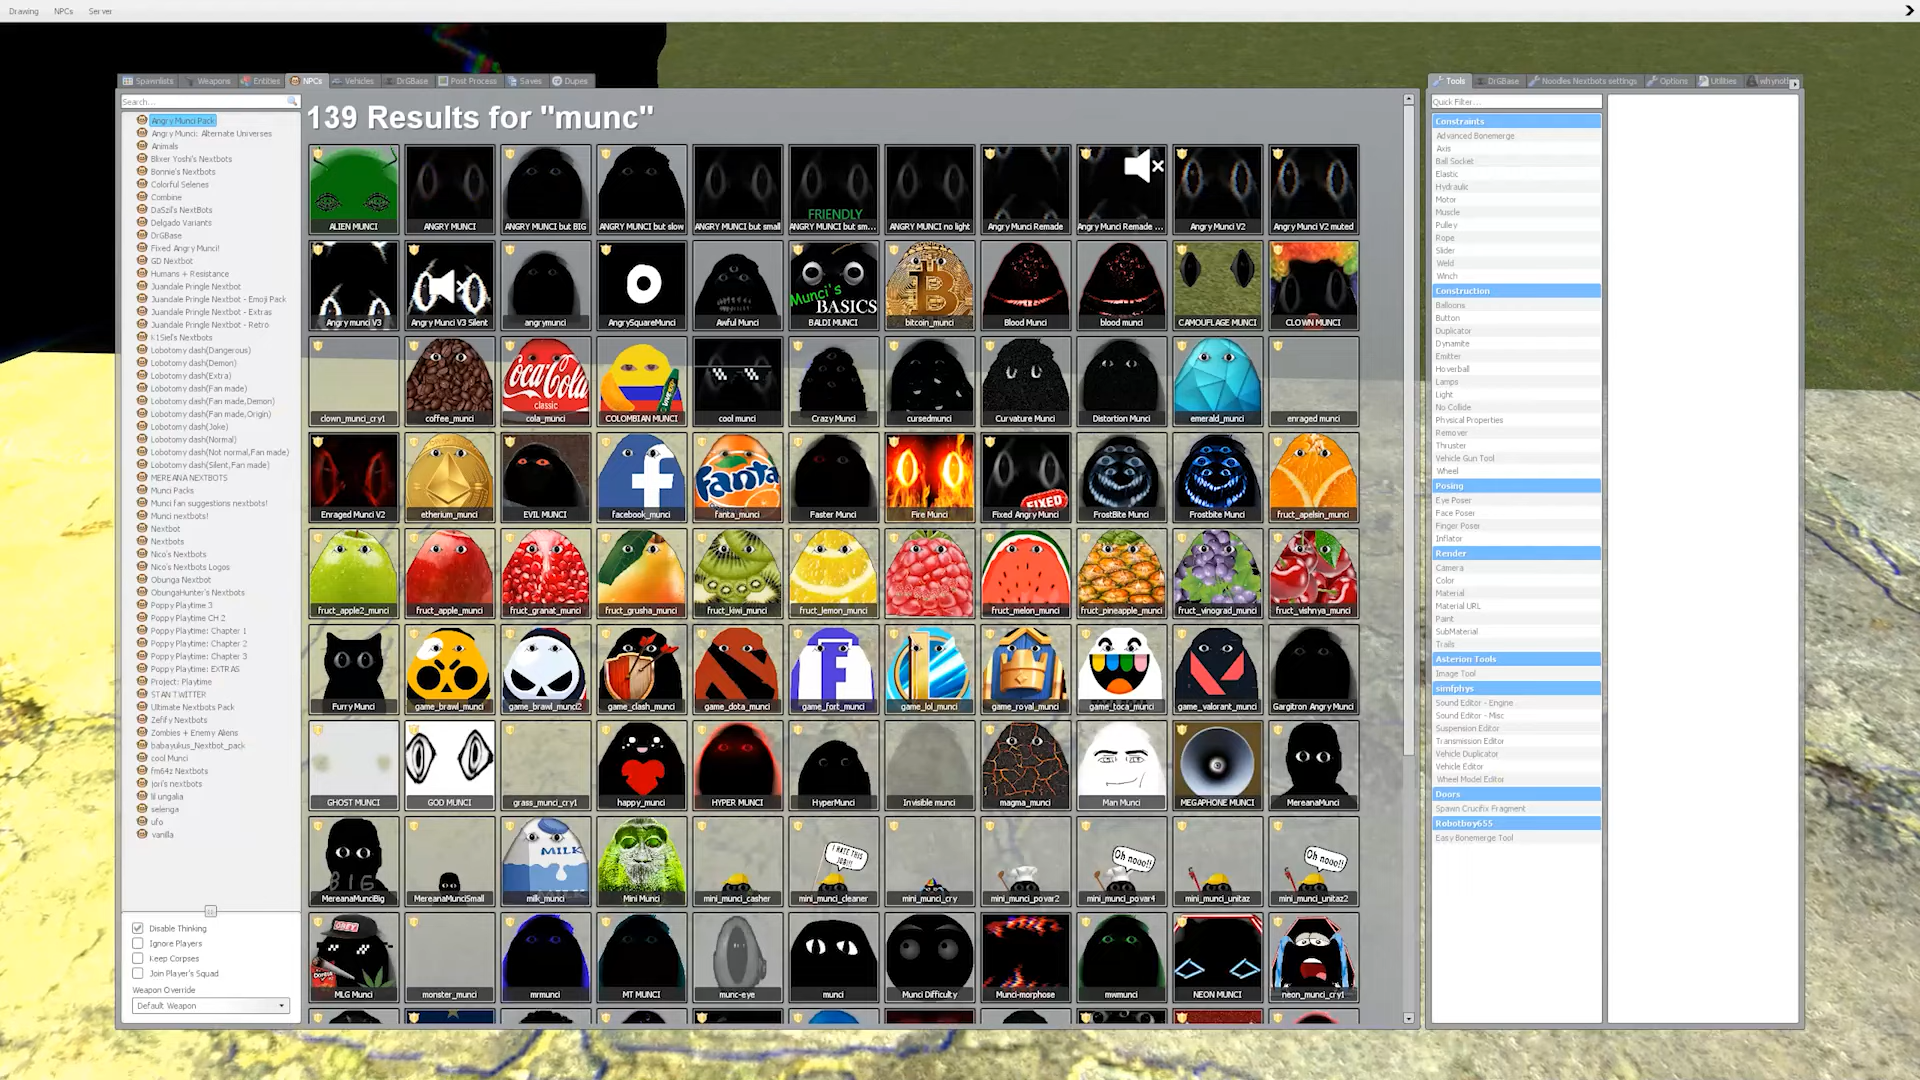 Drawing NPCs Server
Spawnlists Weapons Entities NPCs Vehicles DrGBase Post Process Saves Dupes
Search...
Angry Munci Pack
Angry Munci: Alternate Universes
Animals
Blixer Yoshi's Nextbots
Bonnie's Nextbots
Colorful Selenes
Combine
DaSzil's NextBots
Delgado Variants
DrGBase
Fixed Angry Munci!
GD Nextbot
Humans + Resistance
Juandale Pringle Nextbot
Juandale Pringle Nextbot - Emoji Pack
Juandale Pringle Nextbot - Extras
Juandale Pringle Nextbot - Retro
K1Siel's Nextbots
Lobotomy dash(Dangerous)
Lobotomy dash(Demon)
Lobotomy dash(Extra)
Lobotomy dash(Fan made)
Lobotomy dash(Fan made,Demon)
Lobotomy dash(Fan made,Origin)
Lobotomy dash(Joke)
Lobotomy dash(Normal)
Lobotomy dash(Not normal,Fan made)
Lobotomy dash(Silent,Fan made)
MEREANA NEXTBOTS
Munci Packs
Munci fan suggestions nextbots!
Munci nextbots!
Nextbot
Nextbots
Nico's Nextbots
Nico's Nextbots Logos
Obunga Nextbot
ObungaHunter's Nextbots
Poppy Playtime 3
Poppy Playtime CH 2
Poppy Playtime: Chapter 1
Poppy Playtime: Chapter 2
Poppy Playtime: Chapter 3
Poppy Playtime: EXTRAS
Project: Playtime
STAN TWITTER
Ultimate Nextbots Pack
Zefify Nextbots
Zombies + Enemy Aliens
babayukus_Nextbot_pack
cool Munci
fm64z Nextbots
jori's nextbots
lil ungalia
selenga
ufo
vanilla
Disable Thinking
Ignore Players
Keep Corpses
Join Player's Squad
Weapon Override
Default Weapon
139 Results for "munc"
FRIENDLY
ALIEN MUNCI ANGRY MUNCI ANGRY MUNCI but BIG ANGRY MUNCI but slow ANGRY MUNCI but small ANGRY MUNCI but sm... ANGRY MUNCI no light Angry Munci Remade Angry Munci Remade ... Angry Munci V2 Angry Munci V2 muted
Munci's BASICS
Angry munci V3 Angry Munci V3 Silent angrymunci AngrySquareMunci Awful Munci BALDI MUNCI bitcoin_munci Blood Munci blood munci CAMOUFLAGE MUNCI CLOWN MUNCI
Coca-Cola classic
clown_munci_cry1 coffee_munci cola_munci COLOMBIAN MUNCI cool munci Crazy Munci cursedmunci Curvature Munci Distortion Munci emerald_munci enraged munci
Fanta
FIXED
Enraged Munci V2 etherium_munci EVIL MUNCI facebook_munci fanta_munci Faster Munci Fire Munci Fixed Angry Munci FrostBite Munci Frostbite Munci fruct_apelsin_munci
fruct_apple2_munci fruct_apple_munci fruct_granat_munci fruct_grusha_munci fruct_kiwi_munci fruct_lemon_munci fruct_melon_munci fruct_pineapple_munci fruct_vinograd_munci fruct_vishnya_munci
Furry Munci game_brawl_munci game_brawl_munci2 game_clash_munci game_dota_munci game_fort_munci game_lol_munci game_royal_munci game_toca_munci game_valorant_munci Gargitron Angry Munci
GHOST MUNCI GOD MUNCI grass_munci_cry1 happy_munci HYPER MUNCI HyperMunci Invisible munci magma_munci Man Munci MEGAPHONE MUNCI MereanaMunci
BIG
MILK
I HATE THIS JOB!!!
Oh nooo!!
Oh nooo!!
MereanaMunciBig MereanaMunciSmall milk_munci Mini Munci mini_munci_casher mini_munci_cleaner mini_munci_cry mini_munci_povar2 mini_munci_povar4 mini_munci_unitaz mini_munci_unitaz2
OBEY
MLG Munci monster_munci mrmunci MT MUNCI munc-eye munci Munci Difficulty Munci-morphose mwmunci NEON MUNCI neon_munci_cry1
Tools DrGBase Noodles Nextbots settings Options Utilities
Quick Filter...
Constraints
Advanced Bonemerge
Axis
Ball Socket
Elastic
Hydraulic
Motor
Muscle
Pulley
Rope
Slider
Weld
Winch
Construction
Balloons
Button
Duplicator
Dynamite
Emitter
Hoverball
Lamps
Light
No Collide
Physical Properties
Remover
Thruster
Vehicle Gun Tool
Wheel
Posing
Eye Poser
Face Poser
Finger Poser
Inflator
Render
Camera
Color
Material
Material URL
Paint
SubMaterial
Trails
Asterion Tools
Image Tool
simfphys
Sound Editor - Engine
Sound Editor - Misc
Suspension Editor
Transmission Editor
Vehicle Duplicator
Vehicle Editor
Wheel Model Editor
Doors
Spawn Crucifix Fragment
Robotboy655
Easy Bonemerge Tool